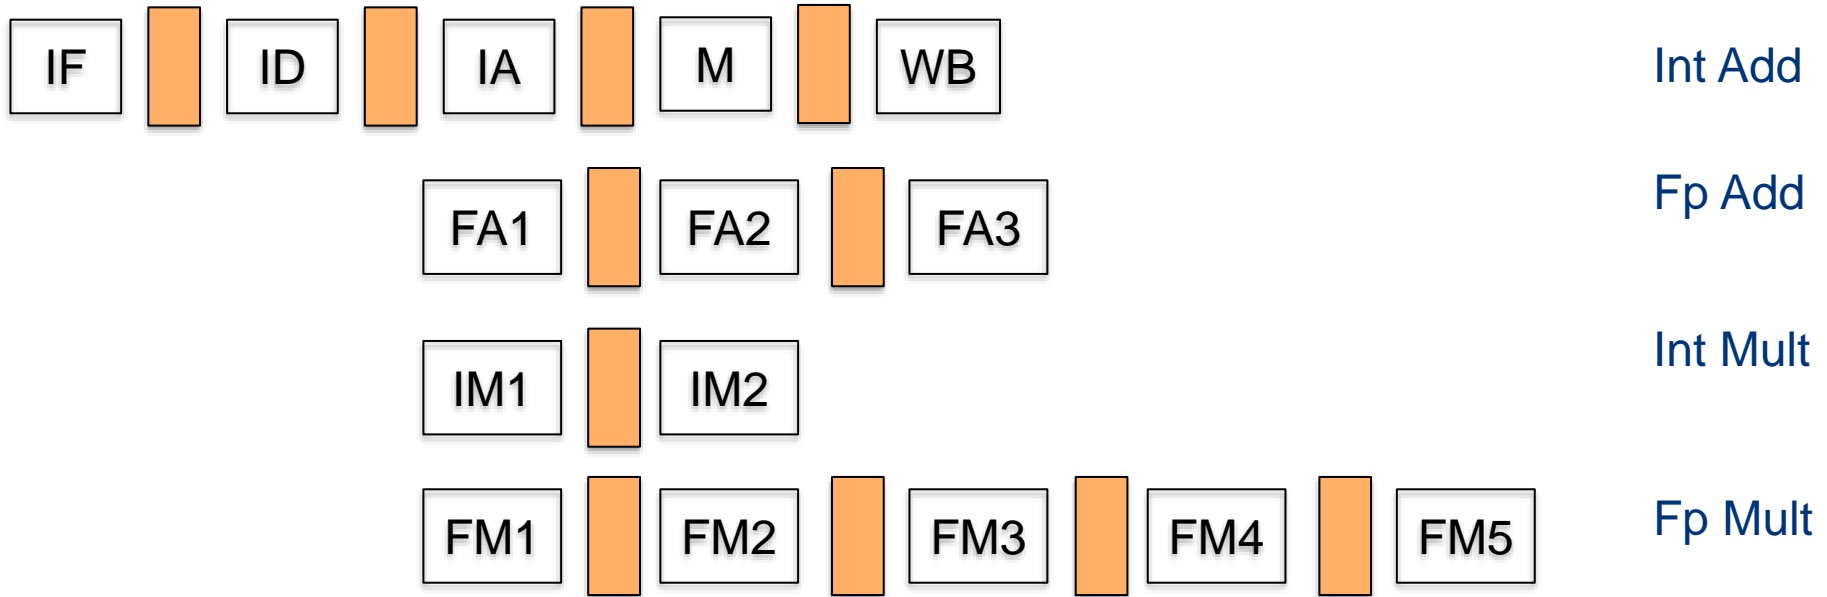 IF ID IA M WB Int Add
FA1 FA2 FA3 Fp Add
IM1 IM2 Int Mult
FM1 FM2 FM3 FM4 FM5 Fp Mult